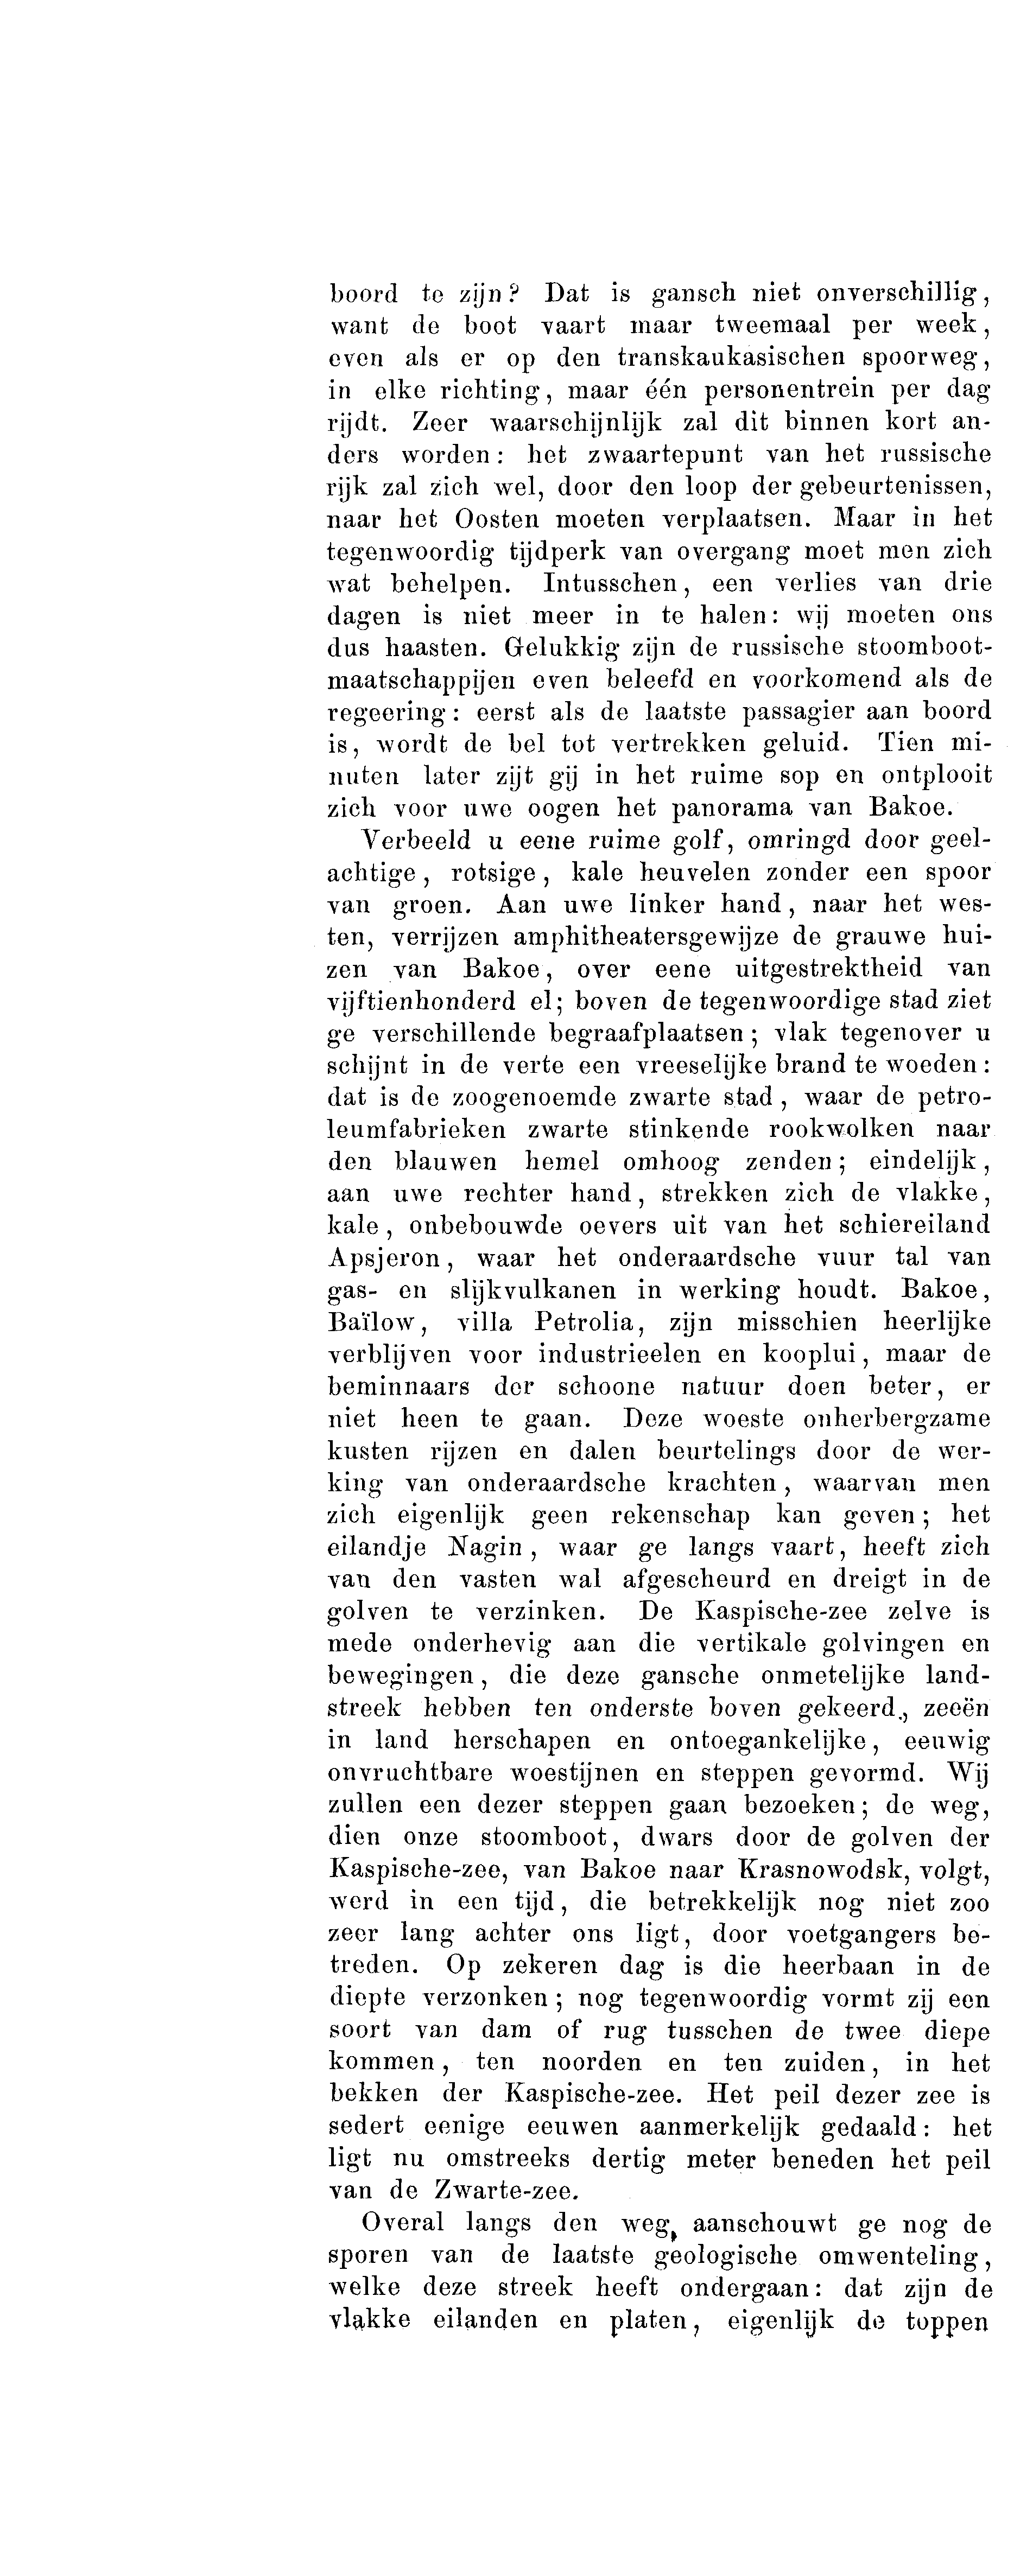 boord te zijn? Dat is gansch niet onverschillig,
want de boot vaart maar tweemaal per week,
even als er op den transkaukasischen spoorweg,
in elke richting, maar één personentrein per dag
rijdt. Zeer waarschijnlijk zal dit binnen kort an-
ders worden: het zwaartepunt van het russische
rijk zal zich wel, door den loop der gebeurtenissen,
naar het Oosten moeten verplaatsen. Maar in het
tegenwoordig tijdperk van overgang moet men zich
wat behelpen. Intusschen, een verlies van drie
dagen is niet meer in te halen: wij moeten ons
dus haasten. Gelukkig zijn de russische stoomboot-
maatschappijen even beleefd en voorkomend als de
regeering: eerst als de laatste passagier aan boord
is, wordt de bel tot vertrekken geluid. Tien mi-
nuten later zijt gij in het ruime sop en ontplooit
zich voor uwe oogen het panorama van Bakoe.
Verbeeld u eene ruime golf, omringd door geel-
achtige, rotsige, kale heuvelen zonder een spoor
van groen. Aan uwe linker hand, naar het wes-
ten, verrijzen amphitheatersgewijze de grauwe hui-
zen van Bakoe, over eene uitgestrektheid van
vijftienhonderd el; boven de tegenwoordige stad ziet
ge verschillende begraafplaatsen; vlak tegenover u
schijnt in de verte een vreeselijke brand te woeden:
dat is de zoogenoemde zwarte stad, waar de petro-
leumfabrieken zwarte stinkende rookwolken naar
den blauwen hemel omhoog zenden; eindelijk,
aan uwe rechter hand, strekken zich de vlakke,
kale, onbebouwde oevers uit van het schiereiland
Apsjeron, waar het onderaardsche vuur tal van
gas- en slijkvulkanen in werking houdt. Bakoe,
Baïlow, villa Petrolia, zijn misschien heerlijke
verblijven voor industrieelen en kooplui, maar de
beminnaars der schoone natuur doen beter, er
niet heen te gaan. Deze woeste onherbergzame
kusten rijzen en dalen beurtelings door de wer-
king van onderaardsche krachten, waarvan men
zich eigenlijk geen rekenschap kan geven; het
eilandje Nagin, waar ge langs vaart, heeft zich
van den vasten wal afgescheurd en dreigt in de
golven te verzinken. De Kaspische-zee zelve is
mede onderhevig aan die vertikale golvingen en
bewegingen, die deze gansche onmetelijke land-
streek hebben ten onderste boven gekeerd, zeeën
in land herschapen en ontoegankelijke, eeuwig
onvruchtbare woestijnen en steppen gevormd. Wij
zullen een dezer steppen gaan bezoeken; de weg,
dien onze stoomboot, dwars door de golven der
Kaspische-zee, van Bakoe naar Krasnowodsk, volgt,
werd in een tijd, die betrekkelijk nog niet zoo
zeer lang achter ons ligt, door voetgangers be-
treden. Op zekeren dag is die heerbaan in de
diepte verzonken; nog tegenwoordig vormt zij een
soort van dam of rug tusschen de twee diepe
kommen, ten noorden en ten zuiden, in het
bekken der Kaspische-zee. Het peil dezer zee is
sedert eenige eeuwen aanmerkelijk gedaald: het
ligt nu omstreeks dertig meter beneden het peil
van de Zwarte-zee.
Overal langs den weg, aanschouwt ge nog de
sporen van de laatste geologische omwenteling,
welke deze streek heeft ondergaan: dat zijn de
vlakke eilanden en platen, eigenlijk de toppen